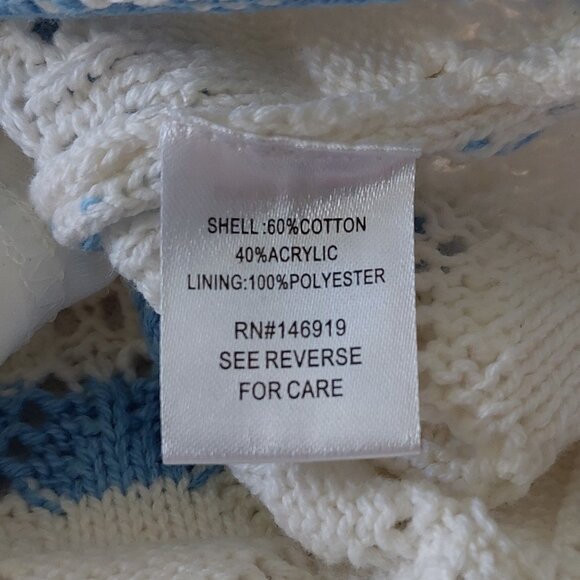 SHELL:60%COTTON
40%ACRYLIC
LINING:100%POLYESTER
RN#146919
SEE REVERSE
FOR CARE